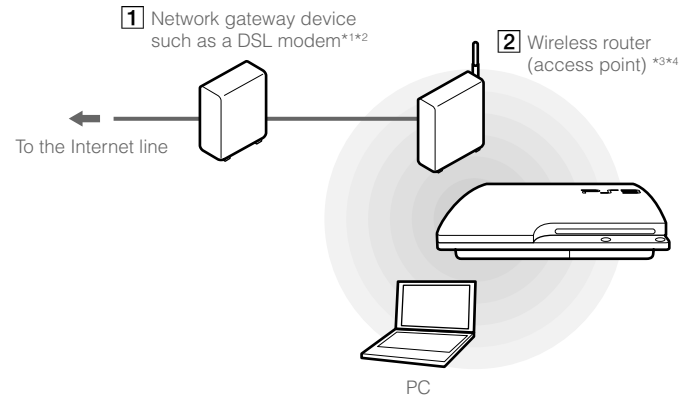 1 Network gateway device
such as a DSL modem*1*2
2 Wireless router
(access point) *3*4
To the Internet line
PS3
PC